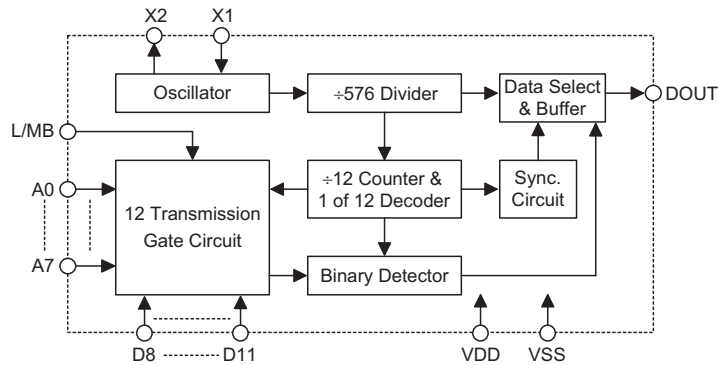 X2
X1
Oscillator
÷576 Divider
Data Select
& Buffer
DOUT
L/MB
A0
12 Transmission
Gate Circuit
÷12 Counter &
1 of 12 Decoder
Sync.
Circuit
A7
Binary Detector
D8
D11
VDD
VSS